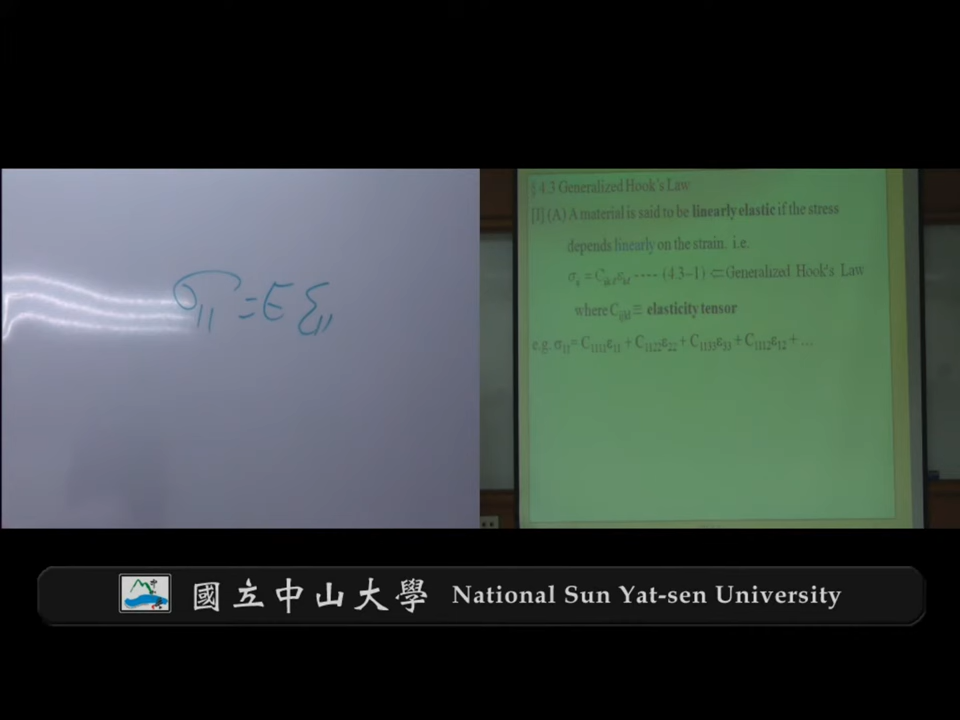 σ₁₁ = E ε₁₁
§4.3 Generalized Hook's Law
[1] (A) A material is said to be linearly elastic if the stress
depends linearly on the strain. i.e.
σᵢⱼ = Cᵢⱼₖℓεₖℓ ---- (4.3-1) ⊂ Generalized Hook's Law
where Cᵢⱼₖₗ ≡ elasticity tensor
e.g. σ₁₁ = C₁₁₁₁ε₁₁ + C₁₁₂₂ε₂₂ + C₁₁₃₃ε₃₃ + C₁₁₁₂ε₁₂ + ...
國立中山大學 National Sun Yat-sen University